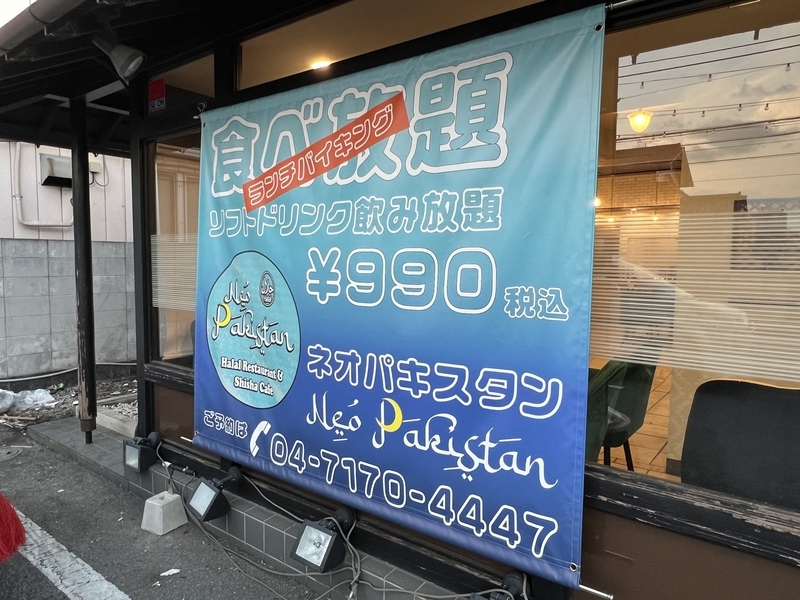 食べ放題
ランチバイキング
ソフトドリンク飲み放題
¥990 税込
Neo
Pakistan
Halal Restaurant &
Shisha Cafe
ネオパキスタン
Neo Pakistan
ご予約は
04-7170-4447